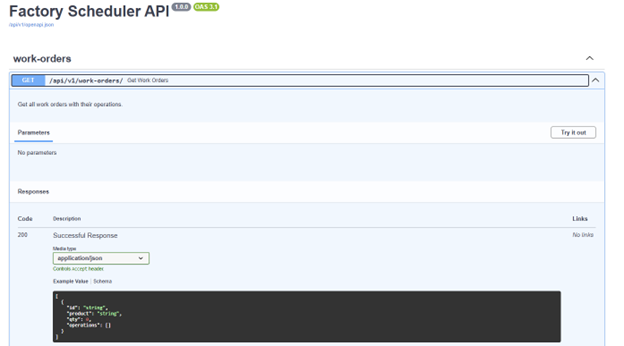 Factory Scheduler API 1.0.0 OAS 3.1
/api/v1/openapi.json
work-orders
GET /api/v1/work-orders/ Get Work Orders
Get all work orders with their operations.
Parameters
Try it out
No parameters
Responses
Code Description Links
200 Successful Response No links
Media type
application/json
Controls Accept header.
Example Value | Schema
[
{
"id": "string",
"product": "string",
"qty": 0,
"operations": []
}
]